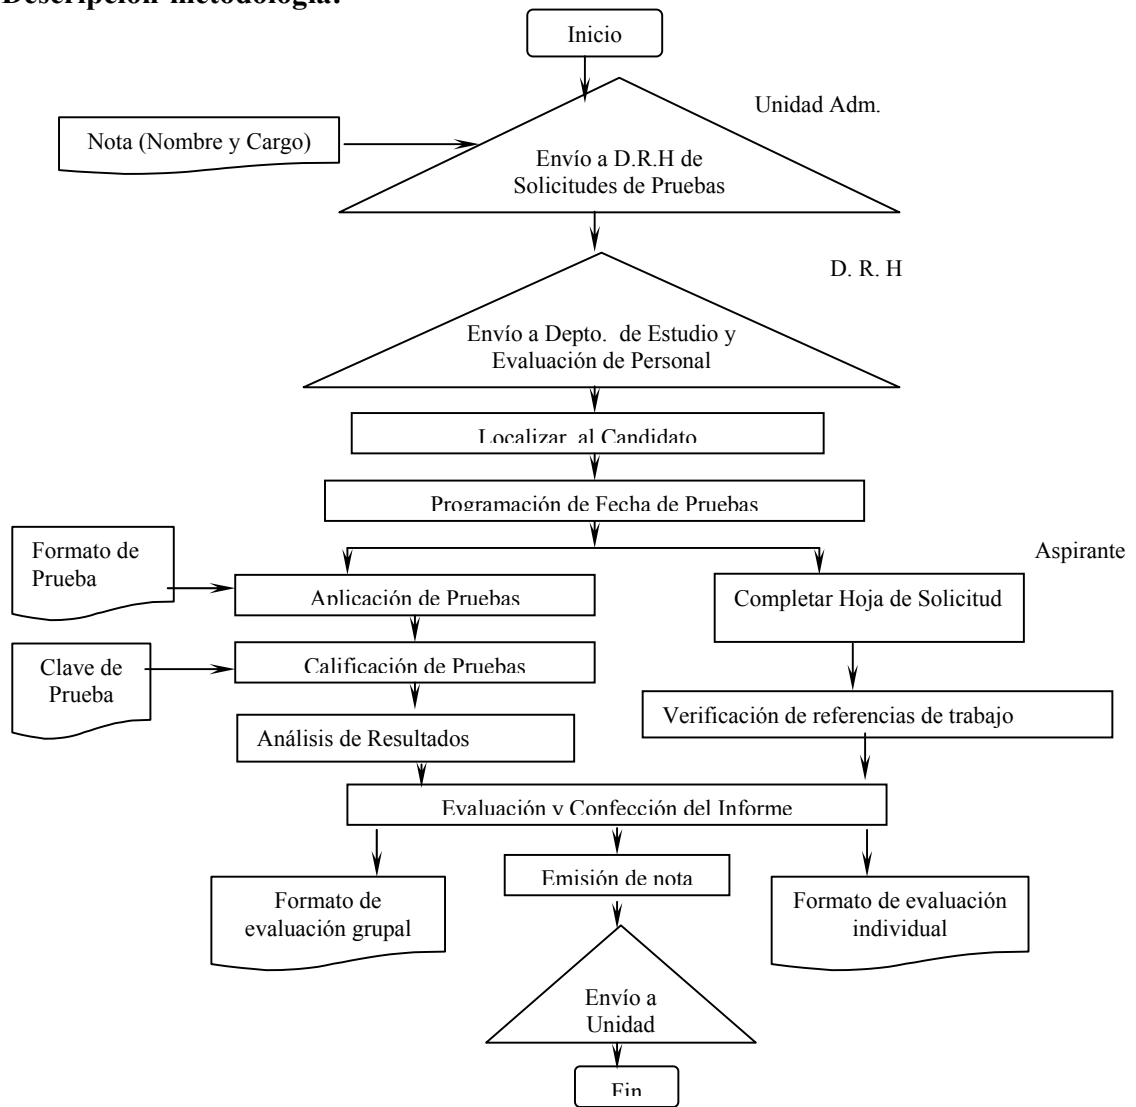 Descripción metodología:
Inicio
Unidad Adm.
Nota (Nombre y Cargo)
Envío a D.R.H de
Solicitudes de Pruebas
D. R. H
Envío a Depto. de Estudio y
Evaluación de Personal
Localizar al Candidato
Programación de Fecha de Pruebas
Formato de
Prueba
Aspirante
Aplicación de Pruebas
Completar Hoja de Solicitud
Clave de
Prueba
Calificación de Pruebas
Verificación de referencias de trabajo
Análisis de Resultados
Evaluación y Confección del Informe
Formato de
evaluación grupal
Emisión de nota
Formato de evaluación
individual
Envío a
Unidad
Fin